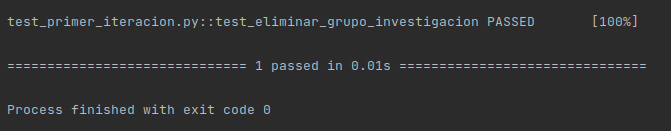 test_primer_iteracion.py::test_eliminar_grupo_investigacion PASSED [100%]
============================== 1 passed in 0.01s ===============================
Process finished with exit code 0